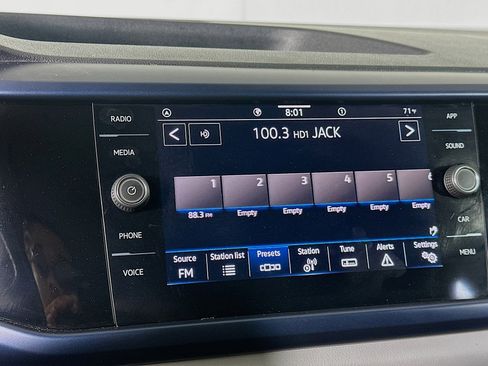 RADIO
MEDIA
PHONE
VOICE
8:01
1
71°F
100.3 HD1 JACK
1 2 3 4 5 6
88.3 FM Empty Empty Empty Empty Empty
Source Station list Presets Station Tune Alerts Settings
FM
APP
SOUND
CAR
MENU